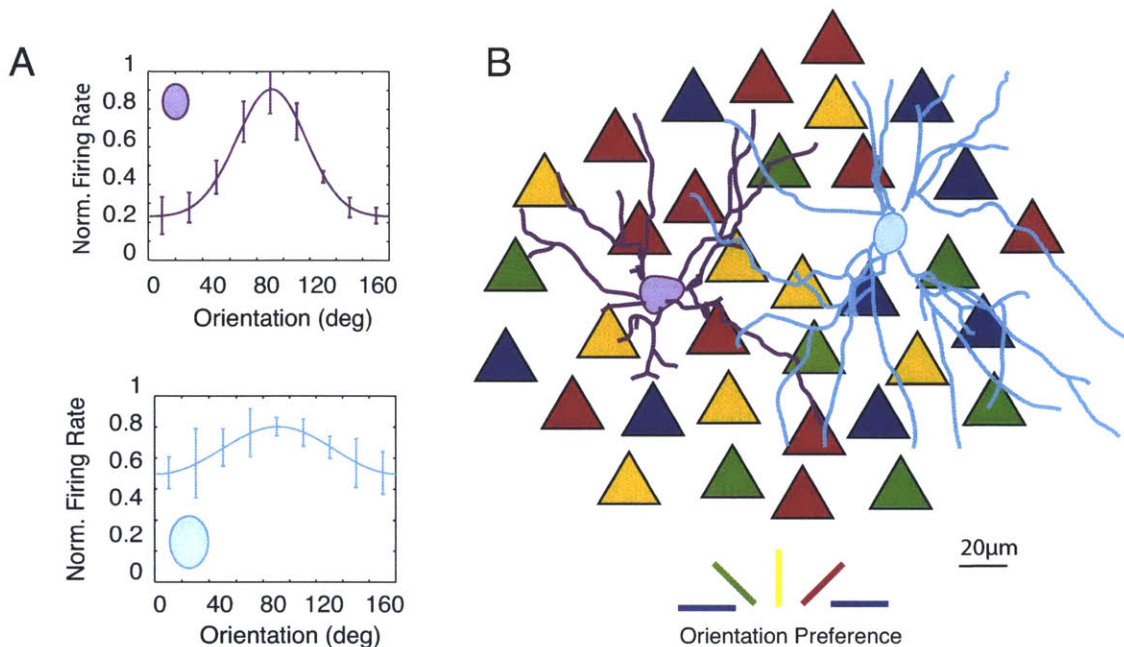 A
Norm. Firing Rate
1
0.8
0.6
0.4
0.2
0
0 40 80 120 160
Orientation (deg)
Norm. Firing Rate
1
0.8
0.6
0.4
0.2
0
0 40 80 120 160
Orientation (deg)
B
20μm
Orientation Preference